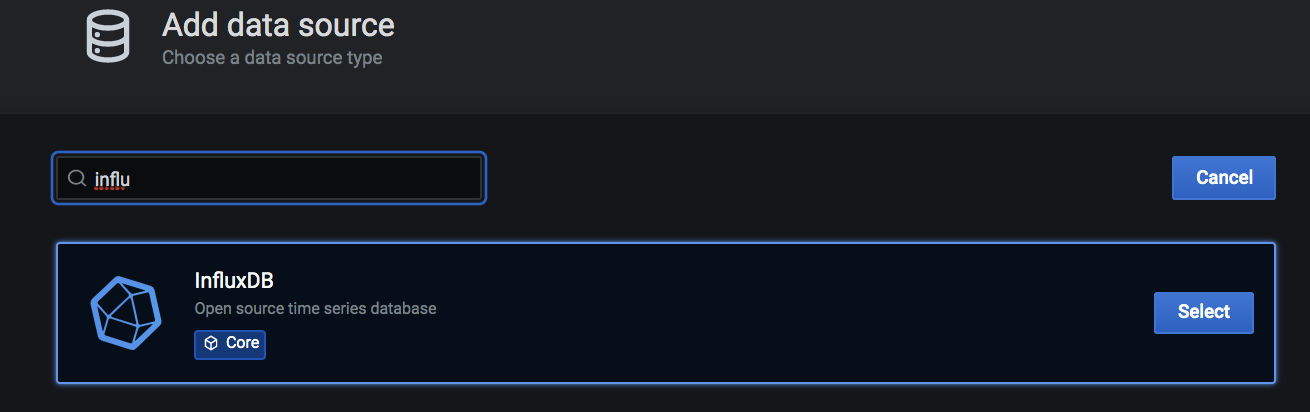 Add data source
Choose a data source type
influ
Cancel
InfluxDB
Open source time series database
Core
Select